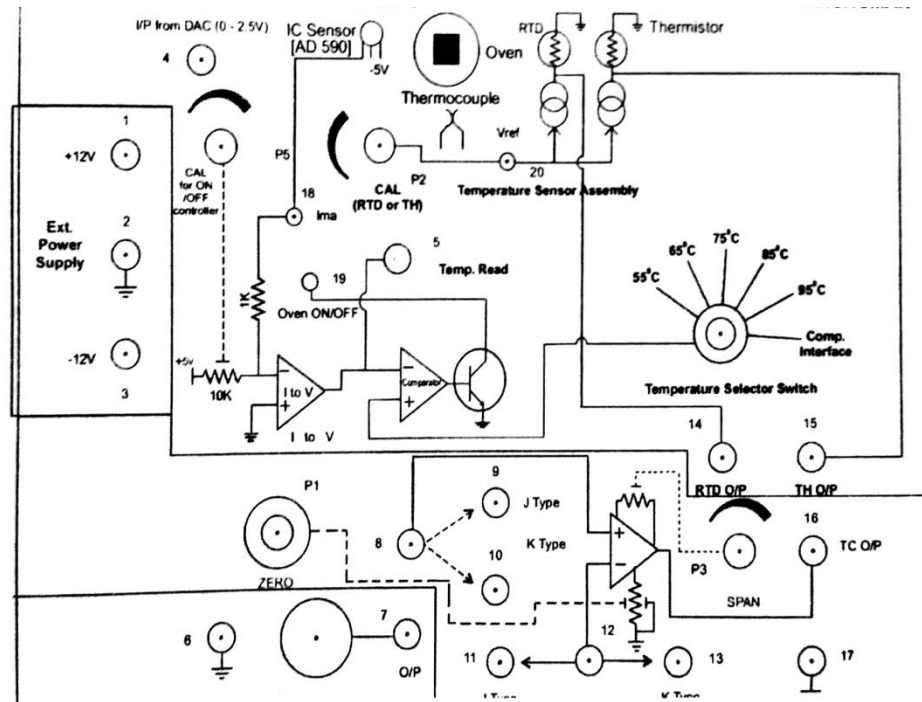 I/P from DAC (0 - 2.5V)
4
IC Sensor
[AD 590]
-5V
Oven
Thermocouple
RTD
Thermistor
1
+12V
CAL
for ON
/OFF
controller
P5
18
Ima
CAL
(RTD or TH)
P2
Vref
20
Temperature Sensor Assembly
2
Ext.
Power
Supply
-12V
3
1K
19
Oven ON/OFF
5
Temp. Read
55°C
65°C
75°C
85°C
95°C
Comp.
Interface
Temperature Selector Switch
+5v
10K
-
+
I to V
I to V
-
+
Comparator
14
RTD O/P
15
TH O/P
P1
ZERO
8
9
J Type
K Type
10
+
-
P3
SPAN
16
TC O/P
6
7
O/P
11
12
13
K Type
17